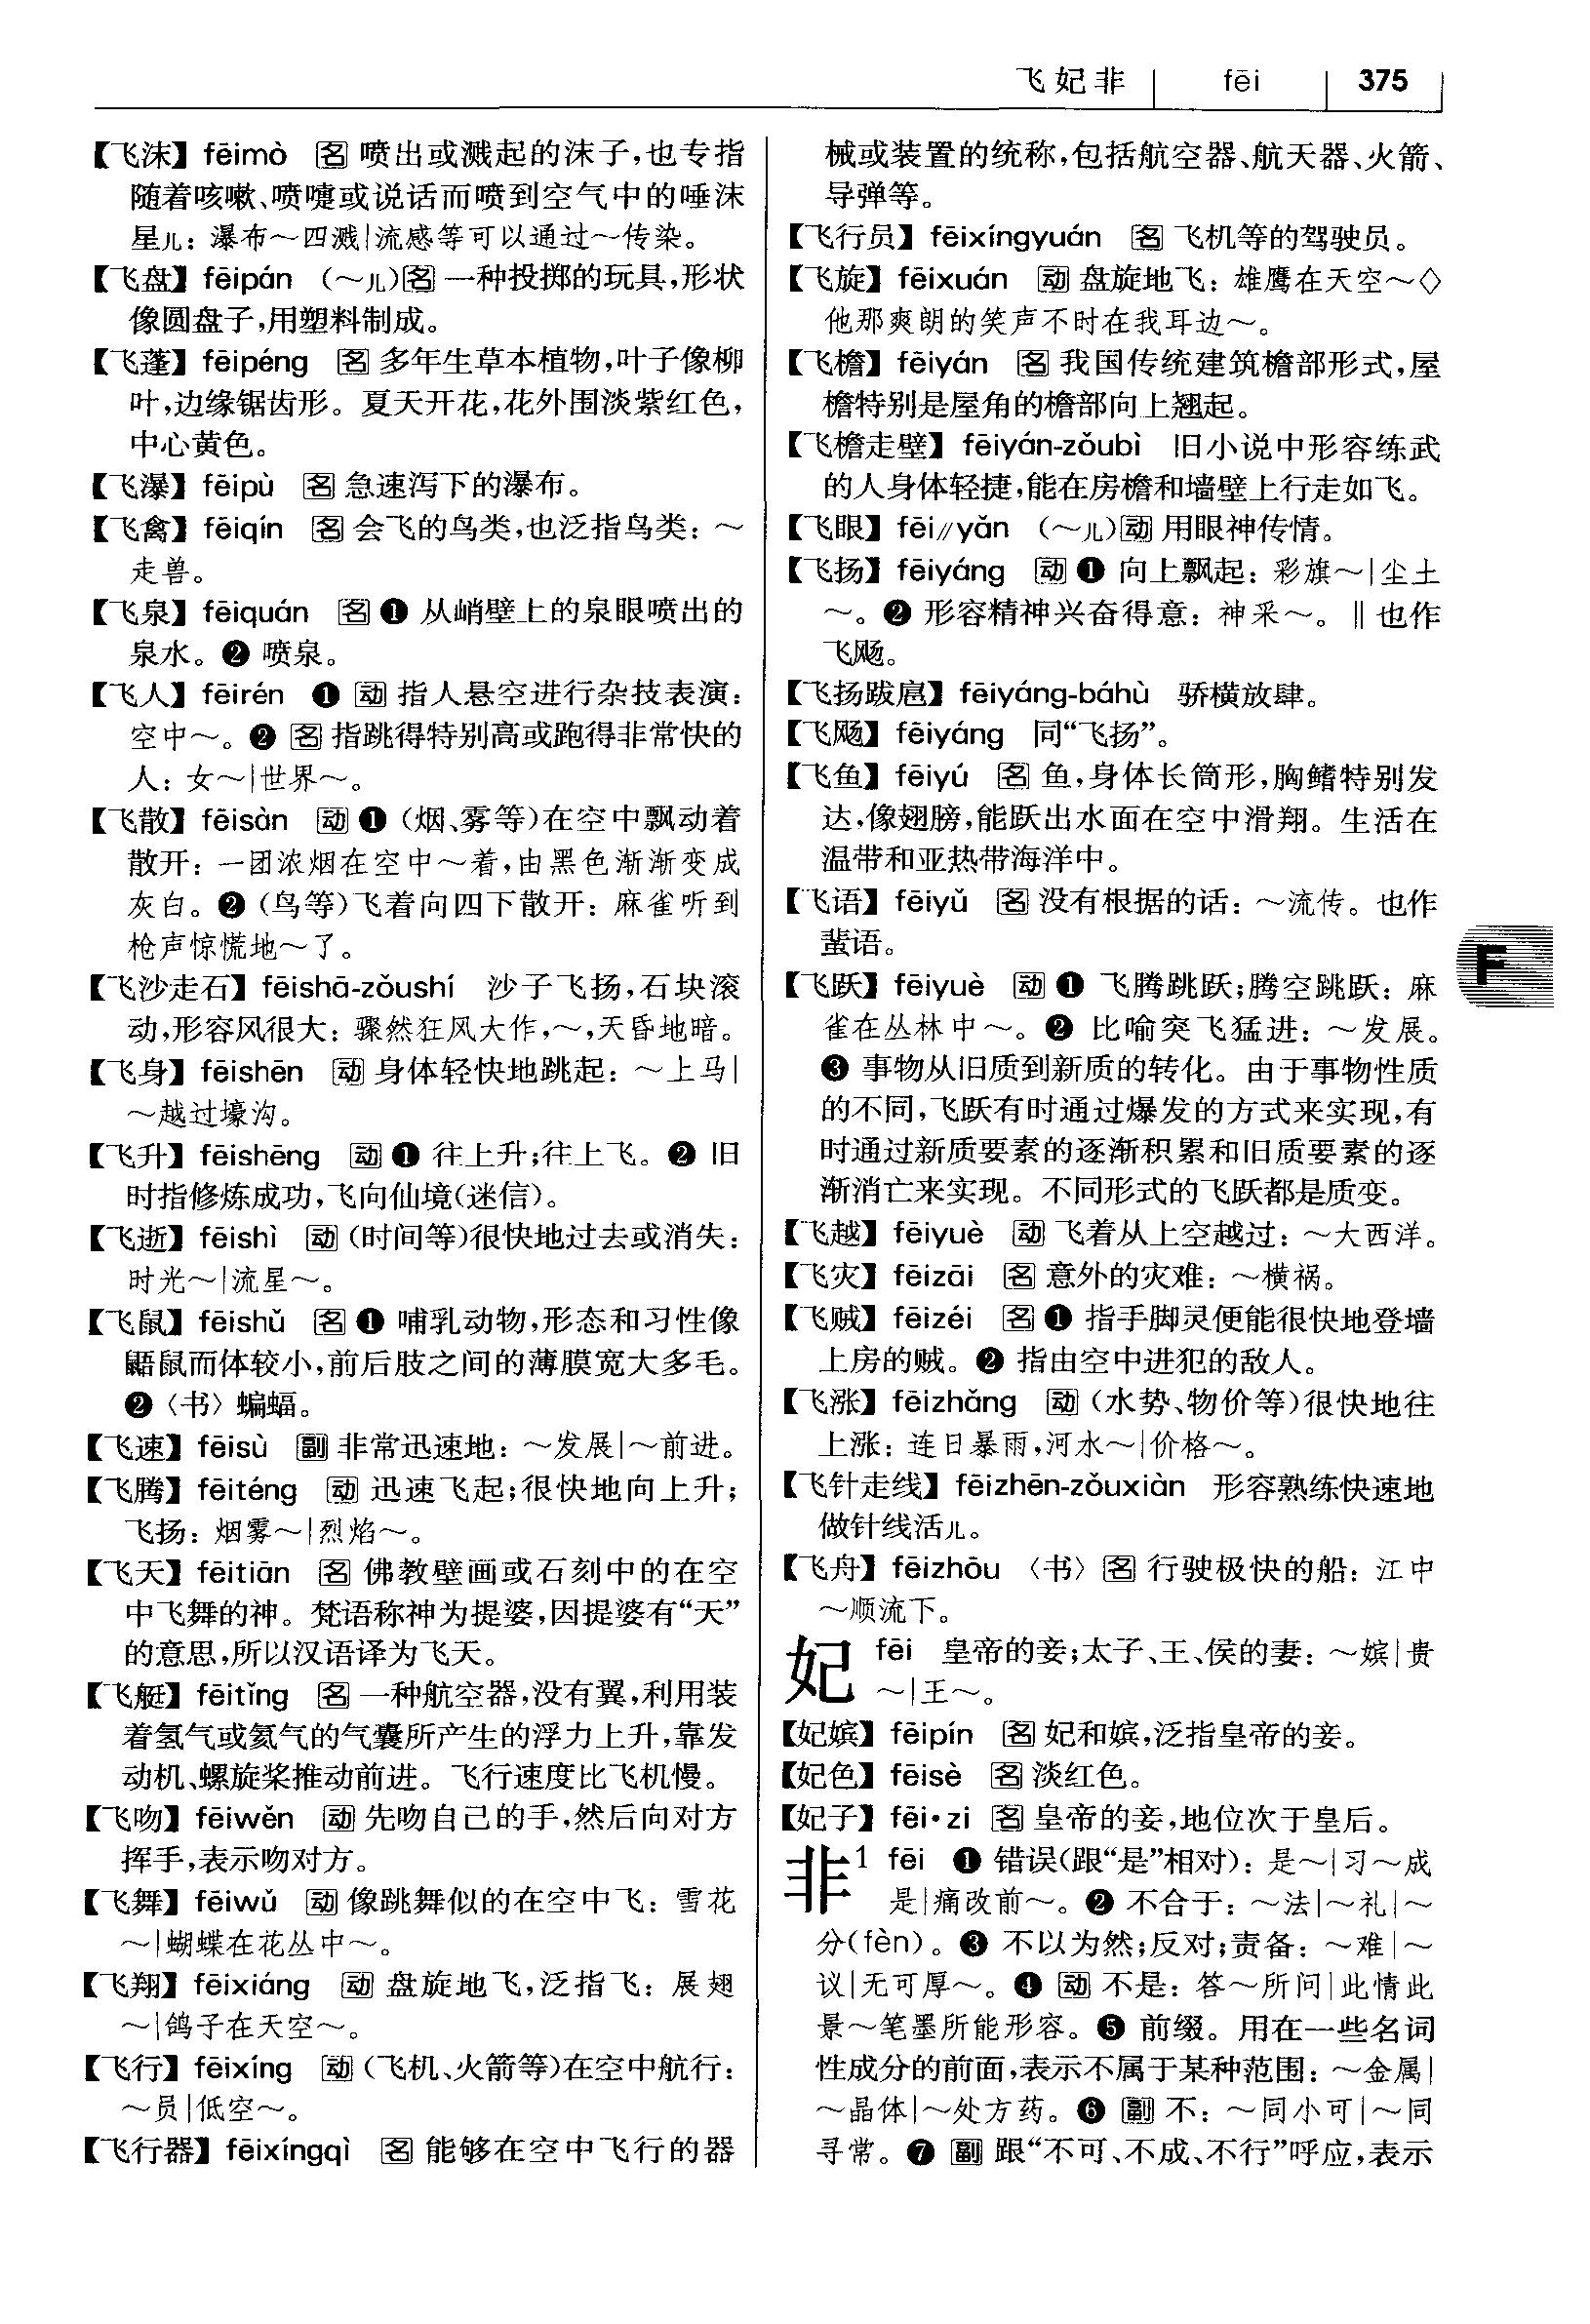 飞妃非 fēi 375
【飞沫】fēimò 名 喷出或溅起的沫子,也专指
随着咳嗽、喷嚏或说话而喷到空气中的唾沫
星儿：瀑布～四溅|流感等可以通过～传染。
【飞盘】fēipán （～儿）名 一种投掷的玩具,形状
像圆盘子,用塑料制成。
【飞蓬】fēipéng 名 多年生草本植物,叶子像柳
叶,边缘锯齿形。夏天开花,花外围淡紫红色,
中心黄色。
【飞瀑】fēipù 名 急速泻下的瀑布。
【飞禽】fēiqín 名 会飞的鸟类,也泛指鸟类：～
走兽。
【飞泉】fēiquán 名 ❶ 从峭壁上的泉眼喷出的
泉水。❷ 喷泉。
【飞人】fēirén ❶ 动 指人悬空进行杂技表演：
空中～。❷ 名 指跳得特别高或跑得非常快的
人：女～|世界～。
【飞散】fēisàn 动 ❶（烟、雾等）在空中飘动着
散开：一团浓烟在空中～着,由黑色渐渐变成
灰白。❷（鸟等）飞着向四下散开：麻雀听到
枪声惊慌地～了。
【飞沙走石】fēishā-zǒushí 沙子飞扬,石块滚
动,形容风很大：骤然狂风大作,～,天昏地暗。
【飞身】fēishēn 动 身体轻快地跳起：～上马|
～越过壕沟。
【飞升】fēishēng 动 ❶ 往上升;往上飞。❷ 旧
时指修炼成功,飞向仙境（迷信）。
【飞逝】fēishì 动（时间等）很快地过去或消失：
时光～|流星～。
【飞鼠】fēishǔ 名 ❶ 哺乳动物,形态和习性像
鼯鼠而体较小,前后肢之间的薄膜宽大多毛。
❷〈书〉蝙蝠。
【飞速】fēisù 副 非常迅速地：～发展|～前进。
【飞腾】fēiténg 动 迅速飞起;很快地向上升;
飞扬：烟雾～|烈焰～。
【飞天】fēitiān 名 佛教壁画或石刻中的在空
中飞舞的神。梵语称神为提婆,因提婆有“天”
的意思,所以汉语译为飞天。
【飞艇】fēitǐng 名 一种航空器,没有翼,利用装
着氢气或氦气的气囊所产生的浮力上升,靠发
动机、螺旋桨推动前进。飞行速度比飞机慢。
【飞吻】fēiwěn 动 先吻自己的手,然后向对方
挥手,表示吻对方。
【飞舞】fēiwǔ 动 像跳舞似的在空中飞：雪花
～|蝴蝶在花丛中～。
【飞翔】fēixiáng 动 盘旋地飞,泛指飞：展翅
～|鸽子在天空～。
【飞行】fēixíng 动（飞机、火箭等）在空中航行：
～员|低空～。
【飞行器】fēixíngqì 名 能够在空中飞行的器
械或装置的统称,包括航空器、航天器、火箭、
导弹等。
【飞行员】fēixíngyuán 名 飞机等的驾驶员。
【飞旋】fēixuán 动 盘旋地飞：雄鹰在天空～◇
他那爽朗的笑声不时在我耳边～。
【飞檐】fēiyán 名 我国传统建筑檐部形式,屋
檐特别是屋角的檐部向上翘起。
【飞檐走壁】fēiyán-zǒubì 旧小说中形容练武
的人身体轻捷,能在房檐和墙壁上行走如飞。
【飞眼】fēi//yǎn （～儿）动 用眼神传情。
【飞扬】fēiyáng 动 ❶ 向上飘起：彩旗～|尘土
～。❷ 形容精神兴奋得意：神采～。‖也作
飞飏。
【飞扬跋扈】fēiyáng-báhù 骄横放肆。
【飞飏】fēiyáng 同“飞扬”。
【飞鱼】fēiyú 名 鱼,身体长筒形,胸鳍特别发
达,像翅膀,能跃出水面在空中滑翔。生活在
温带和亚热带海洋中。
【飞语】fēiyǔ 名 没有根据的话：～流传。也作
蜚语。
【飞跃】fēiyuè 动 ❶ 飞腾跳跃;腾空跳跃：麻
雀在丛林中～。❷ 比喻突飞猛进：～发展。
❸ 事物从旧质到新质的转化。由于事物性质
的不同,飞跃有时通过爆发的方式来实现,有
时通过新质要素的逐渐积累和旧质要素的逐
渐消亡来实现。不同形式的飞跃都是质变。
【飞越】fēiyuè 动 飞着从上空越过：～大西洋。
【飞灾】fēizāi 名 意外的灾难：～横祸。
【飞贼】fēizéi 名 ❶ 指手脚灵便能很快地登墙
上房的贼。❷ 指由空中进犯的敌人。
【飞涨】fēizhǎng 动（水势、物价等）很快地往
上涨：连日暴雨,河水～|价格～。
【飞针走线】fēizhēn-zǒuxiàn 形容熟练快速地
做针线活儿。
【飞舟】fēizhōu 〈书〉名 行驶极快的船：江中
～顺流下。
妃 fēi 皇帝的妾;太子、王、侯的妻：～嫔|贵
～|王～。
【妃嫔】fēipín 名 妃和嫔,泛指皇帝的妾。
【妃色】fēisè 名 淡红色。
【妃子】fēi·zi 名 皇帝的妾,地位次于皇后。
非1 fēi ❶ 错误（跟“是”相对）：是～|习～成
是|痛改前～。❷ 不合于：～法|～礼|～
分（fèn）。❸ 不以为然;反对;责备：～难|～
议|无可厚～。❹ 动 不是：答～所问|此情此
景～笔墨所能形容。❺ 前缀。用在一些名词
性成分的前面,表示不属于某种范围：～金属|
～晶体|～处方药。❻ 副 不：～同小可|～同
寻常。❼ 副 跟“不可、不成、不行”呼应,表示
F